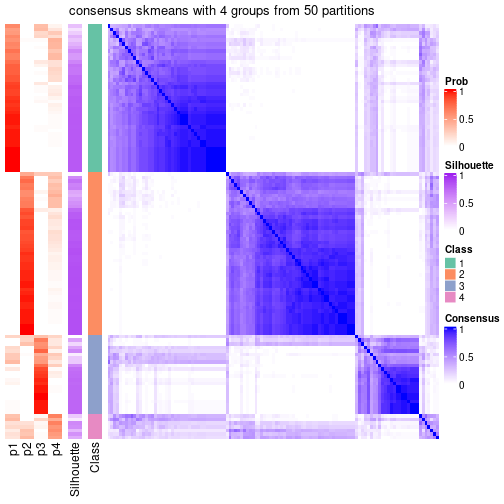 consensus skmeans with 4 groups from 50 partitions
Prob
1
0.5
0
Silhouette
1
0.5
0
Class
1
2
3
4
Consensus
1
0.5
0
p1
p2
p3
p4
Silhouette
Class